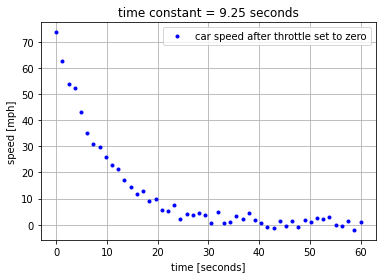 time constant = 9.25 seconds
car speed after throttle set to zero
speed [mph]
70
60
50
40
30
20
10
0
0 10 20 30 40 50 60
time [seconds]